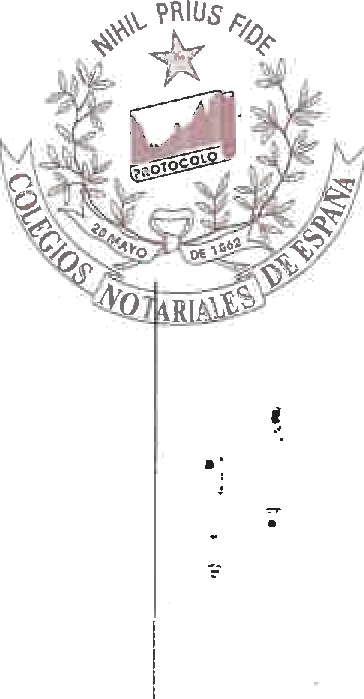 NIHIL PRIUS FIDE
PROTOCOLO
28 MAYO DE 1862
COLEGIOS NOTARIALES DE ESPAÑA